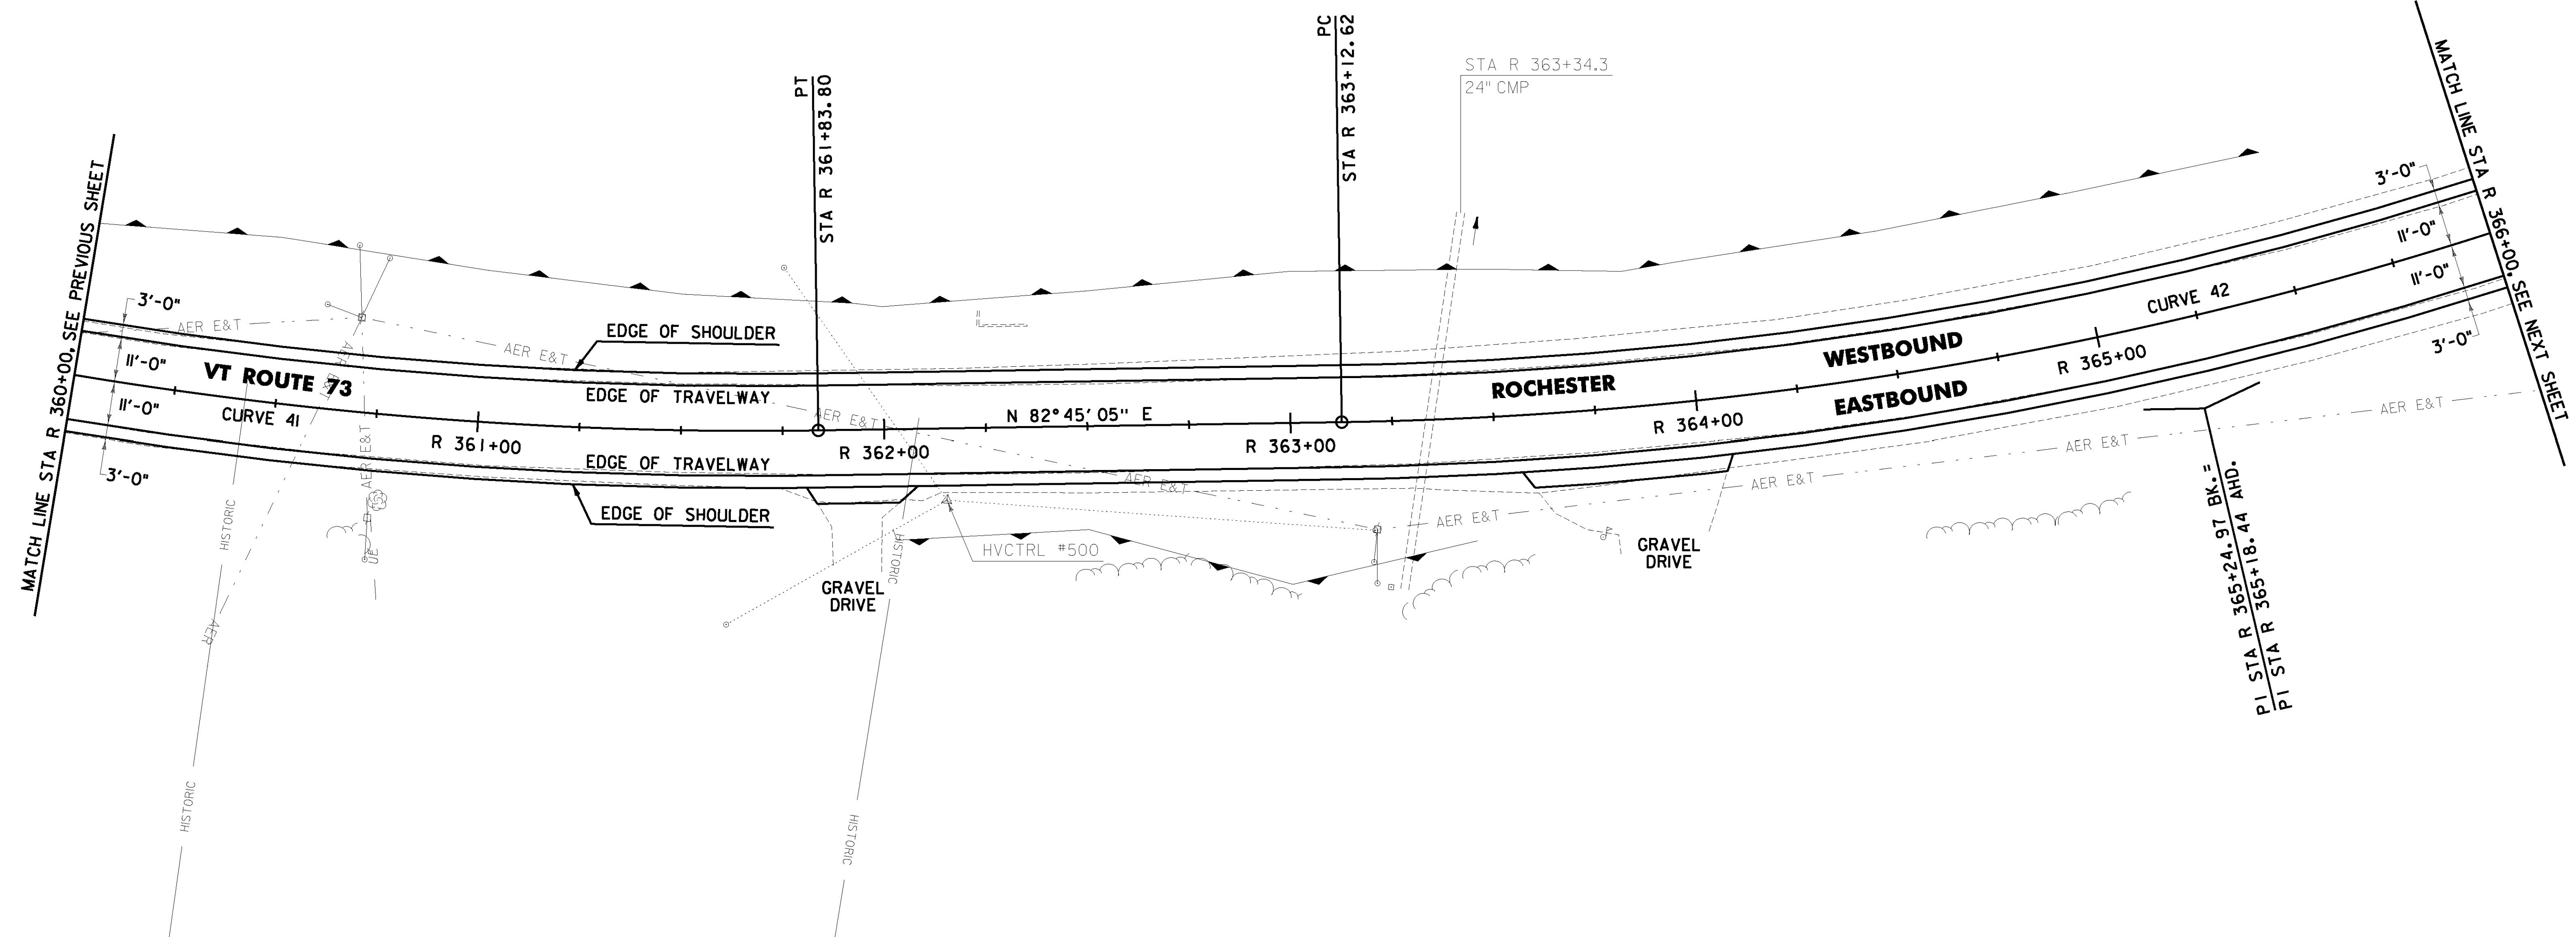 MATCH LINE STA R 360+00, SEE PREVIOUS SHEET
3'-0"
11'-0"
11'-0"
3'-0"
VT ROUTE 73
CURVE 41
R 361+00
AER E&T
AER E&T
AER E&T
AER
UE
HISTORIC
HISTORIC
AER E&T
EDGE OF SHOULDER
EDGE OF TRAVELWAY
EDGE OF TRAVELWAY
EDGE OF SHOULDER
PT
STA R 361+83.80
AER E&T
R 362+00
GRAVEL
DRIVE
HISTORIC
HISTORIC
HVCTRL #500
N 82°45'05" E
AER E&T
R 363+00
PC
STA R 363+12.62
STA R 363+34.3
24" CMP
AER E&T
ROCHESTER
R 364+00
GRAVEL
DRIVE
AER E&T
WESTBOUND
EASTBOUND
R 365+00
CURVE 42
AER E&T
PI STA R 365+24.97 BK.=
PI STA R 365+18.44 AHD.
AER E&T
3'-0"
11'-0"
11'-0"
3'-0"
MATCH LINE STA R 366+00, SEE NEXT SHEET